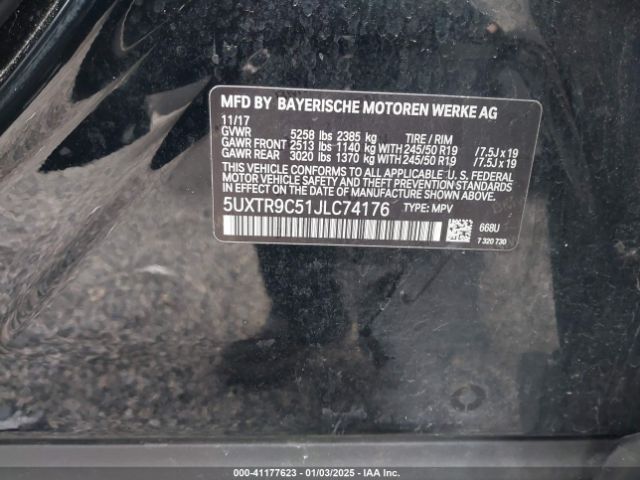 MFD BY BAYERISCHE MOTOREN WERKE AG
11/17
GVWR 5258 lbs 2385 kg TIRE / RIM
GAWR FRONT 2513 lbs 1140 kg WITH 245/50 R19 /7.5J x 19
GAWR REAR 3020 lbs 1370 kg WITH 245/50 R19 /7.5J x 19
THIS VEHICLE CONFORMS TO ALL APPLICABLE U.S. FEDERAL
MOTOR VEHICLE SAFETY, BUMPER, AND THEFT PREVENTION
STANDARDS IN EFFECT ON THE DATE OF MANUFACTURE SHOWN ABOVE.
5UXTR9C51JLC74176 TYPE: MPV
668U
7 320 730
000-41177623 | 01/03/2025 | IAAI.COM